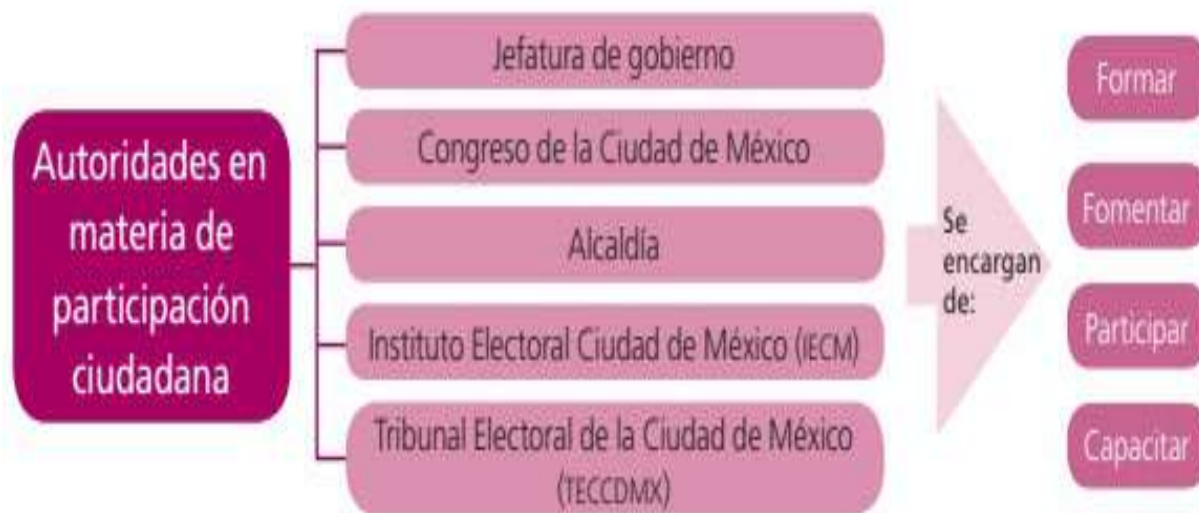 Autoridades en
materia de
participación
ciudadana
Jefatura de gobierno
Congreso de la Ciudad de México
Alcaldía
Instituto Electoral Ciudad de México (IECM)
Tribunal Electoral de la Ciudad de México
(TECCDMX)
Se
encargan
de:
Formar
Fomentar
Participar
Capacitar